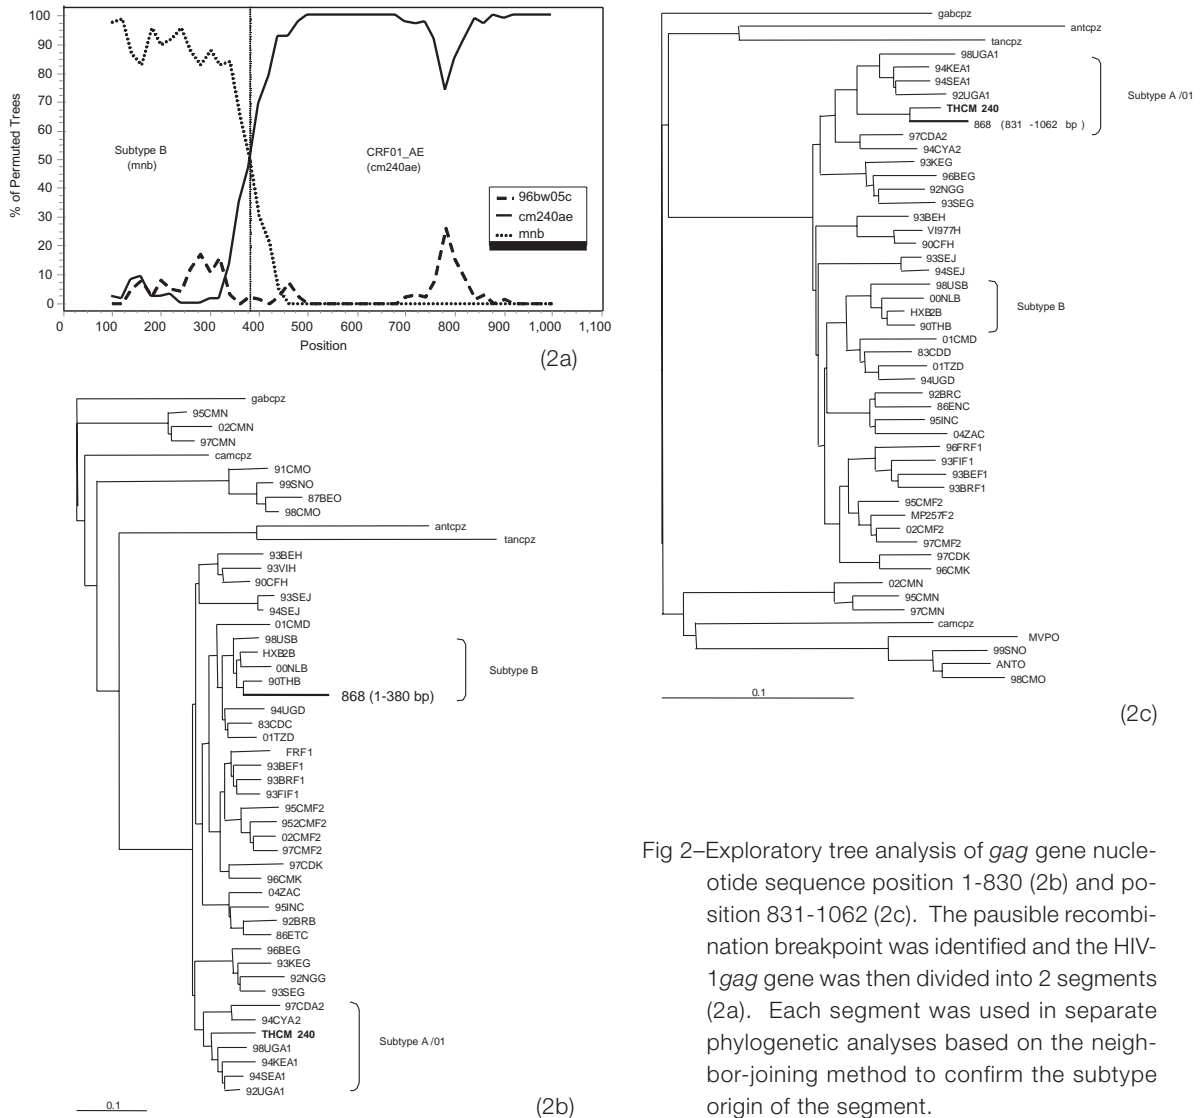 100
90
80
70
60
50
40
30
20
10
0
% of Permuted Trees
Subtype B
(mnb)
CRF01_AE
(cm240ae)
96bw05c
cm240ae
mnb
0 100 200 300 400 500 600 700 800 900 1,000 1,100
Position
(2a)
gabcpz
95CMN
02CMN
97CMN
camcpz
91CMO
99SNO
87BEO
98CMO
antcpz
tancpz
93BEH
93VIH
90CFH
93SEJ
94SEJ
01CMD
98USB
HXB2B
00NLB
90THB
Subtype B
868 (1-380 bp)
94UGD
83CDC
01TZD
FRF1
93BEF1
93BRF1
93FIF1
95CMF2
952CMF2
02CMF2
97CMF2
97CDK
96CMK
04ZAC
95INC
92BRB
86ETC
96BEG
93KEG
92NGG
93SEG
97CDA2
94CYA2
THCM 240
98UGA1
94KEA1
94SEA1
92UGA1
Subtype A /01
0.1
(2b)
gabcpz
antcpz
tancpz
98UGA1
94KEA1
94SEA1
92UGA1
THCM 240
868 (831 -1062 bp )
Subtype A /01
97CDA2
94CYA2
93KEG
96BEG
92NGG
93SEG
93BEH
VI977H
90CFH
93SEJ
94SEJ
98USB
00NLB
HXB2B
90THB
Subtype B
01CMD
83CDD
01TZD
94UGD
92BRC
86ENC
95INC
04ZAC
96FRF1
93FIF1
93BEF1
93BRF1
95CMF2
MP257F2
02CMF2
97CMF2
97CDK
96CMK
02CMN
95CMN
97CMN
camcpz
MVPO
99SNO
ANTO
98CMO
0.1
(2c)
Fig 2–Exploratory tree analysis of gag gene nucle-
otide sequence position 1-830 (2b) and po-
sition 831-1062 (2c). The pausible recombi-
nation breakpoint was identified and the HIV-
1gag gene was then divided into 2 segments
(2a). Each segment was used in separate
phylogenetic analyses based on the neigh-
bor-joining method to confirm the subtype
origin of the segment.